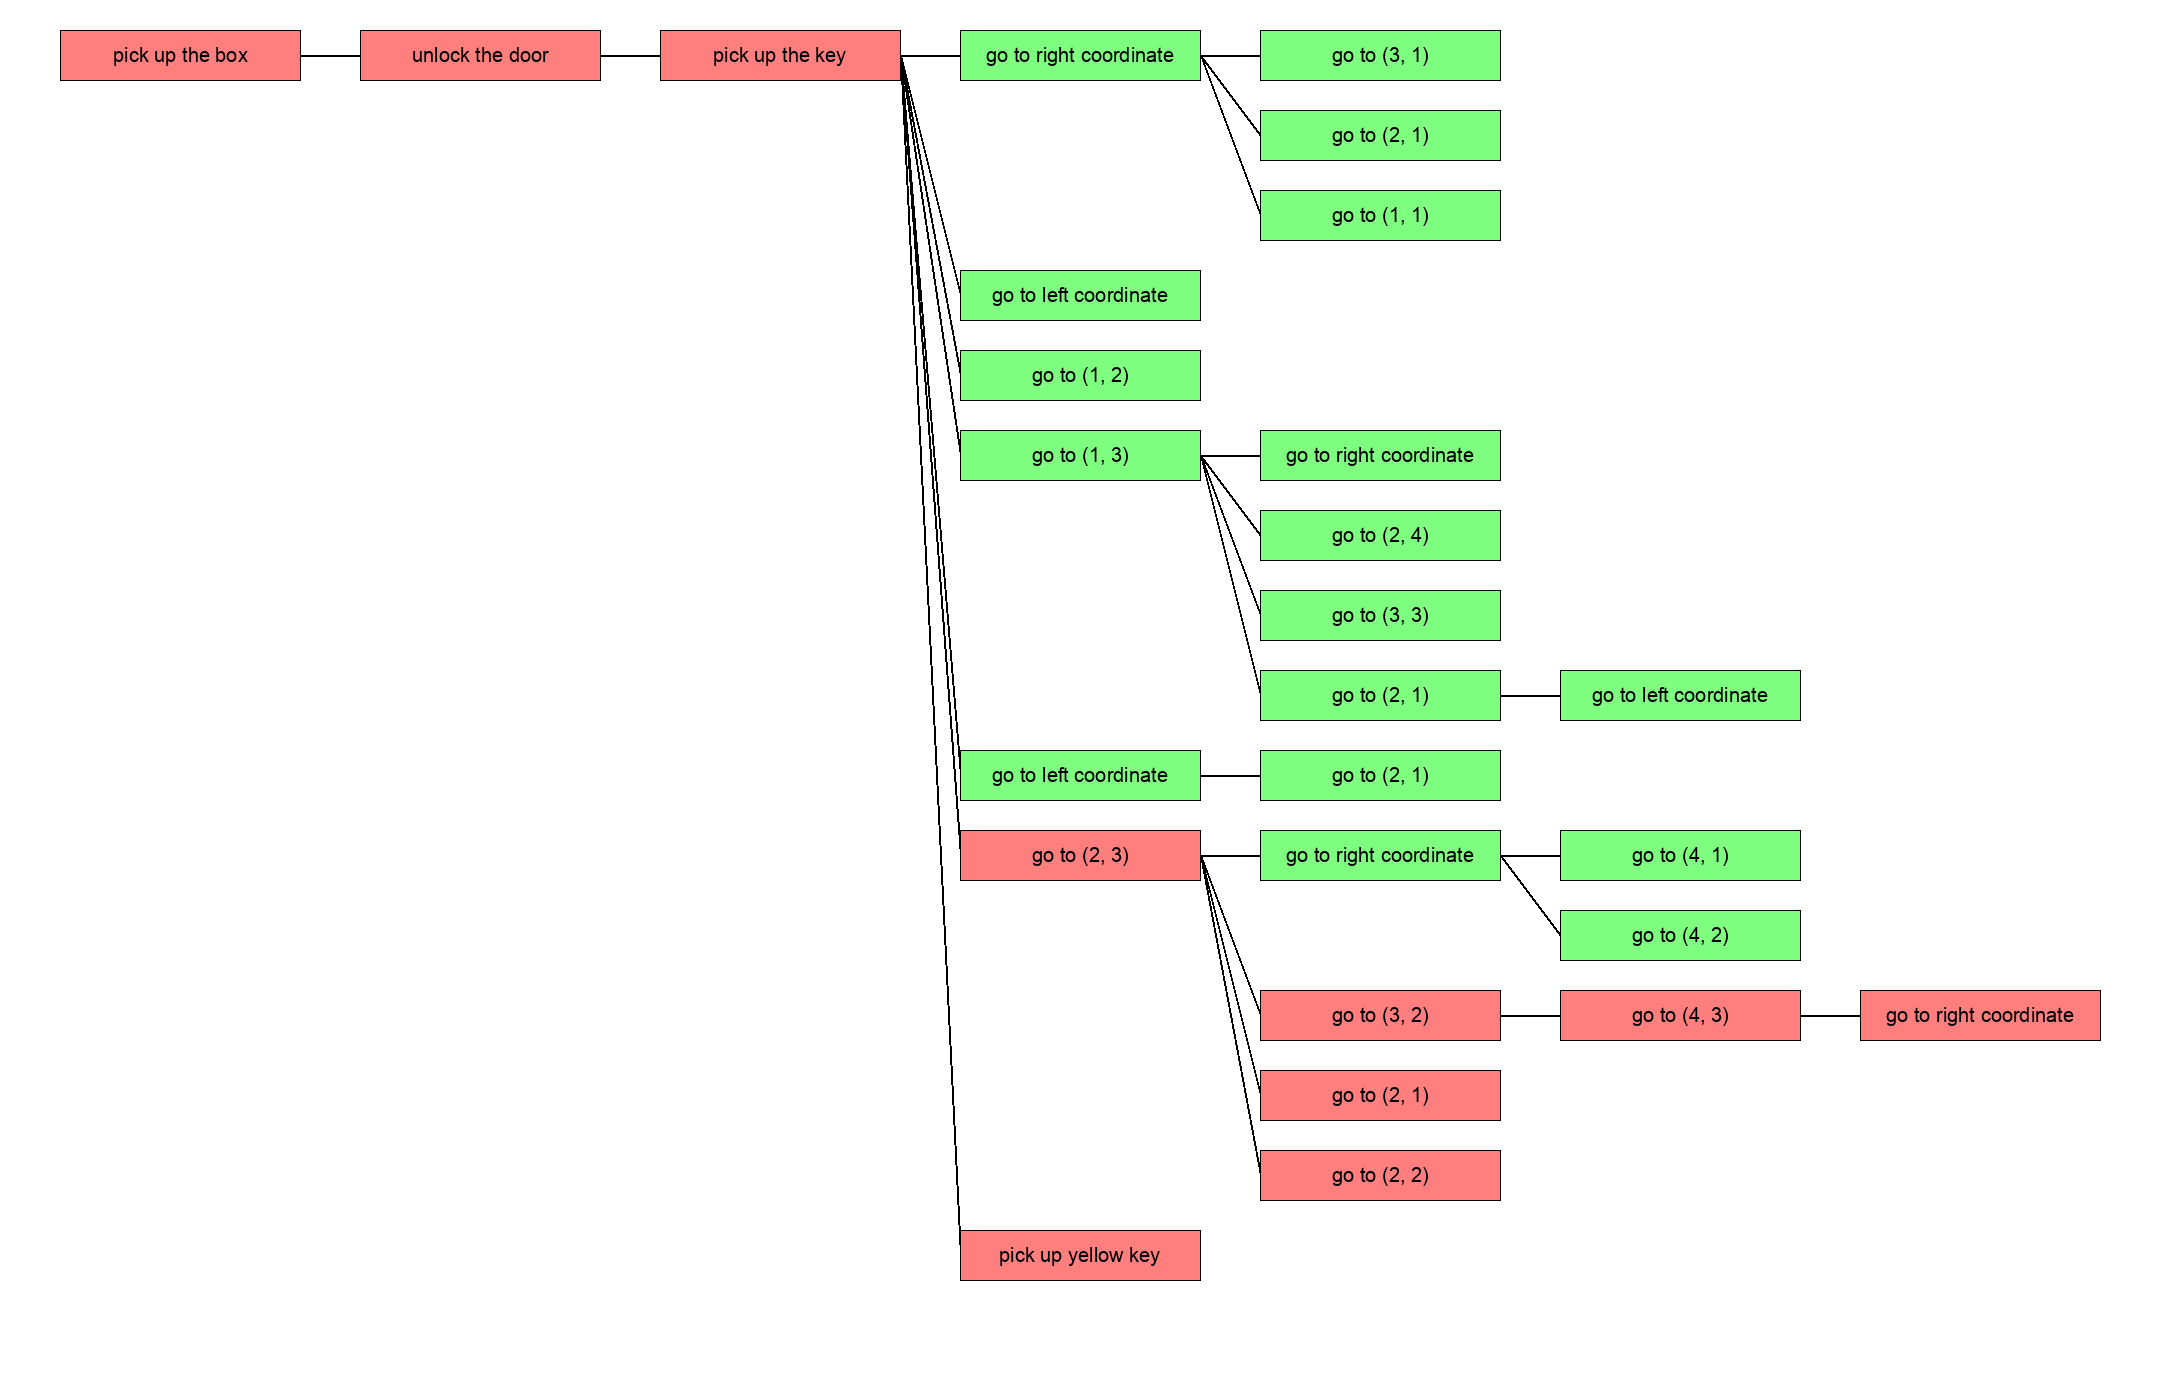 pick up the box
unlock the door
pick up the key
go to right coordinate
go to (3, 1)
go to (2, 1)
go to (1, 1)
go to left coordinate
go to (1, 2)
go to (1, 3)
go to right coordinate
go to (2, 4)
go to (3, 3)
go to (2, 1)
go to left coordinate
go to left coordinate
go to (2, 1)
go to (2, 3)
go to right coordinate
go to (4, 1)
go to (4, 2)
go to (3, 2)
go to (4, 3)
go to right coordinate
go to (2, 1)
go to (2, 2)
pick up yellow key